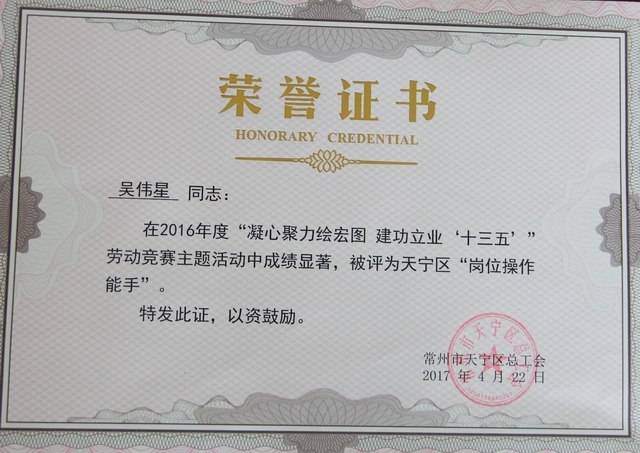 荣誉证书
HONORARY CREDENTIAL
吴伟星 同志：
在2016年度“凝心聚力绘宏图 建功立业‘十三五’”
劳动竞赛主题活动中成绩显著，被评为天宁区“岗位操作
能手”。
特发此证，以资鼓励。
常州市天宁区总工会
2017 年 4 月 22 日